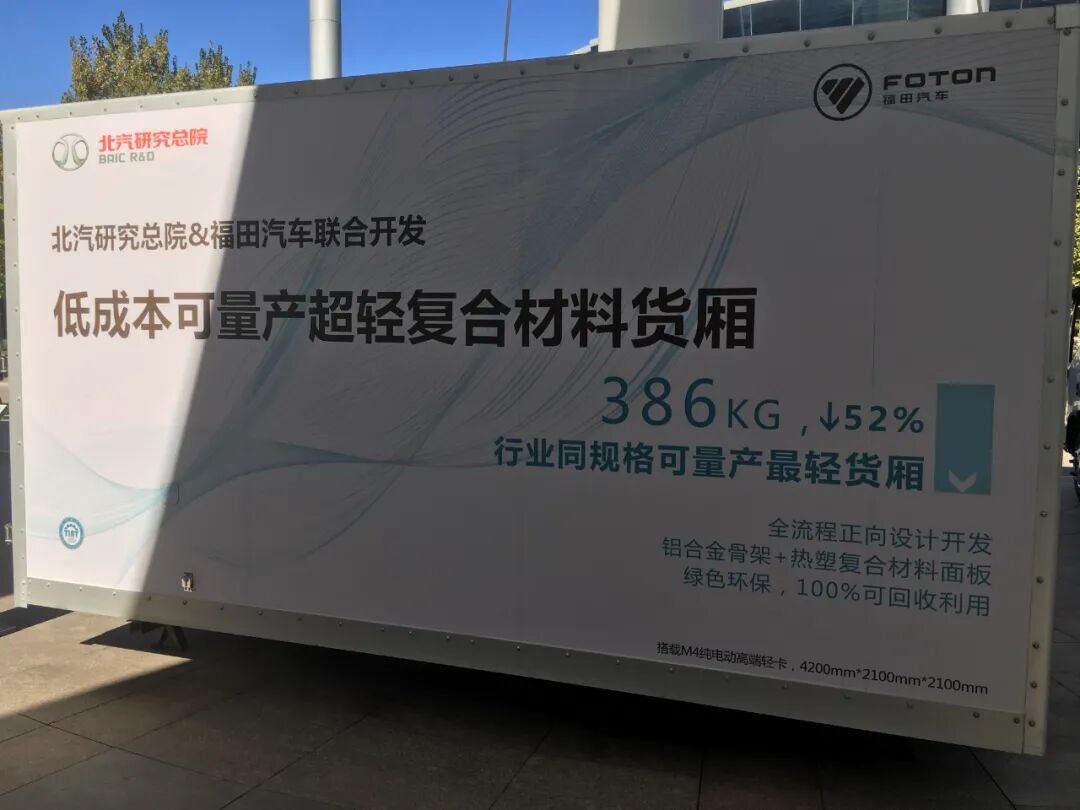 北汽研究总院
BAIC R&D
FOTON
福田汽车
北汽研究总院&福田汽车联合开发
低成本可量产超轻复合材料货厢
386KG ,↓52%
行业同规格可量产最轻货厢
全流程正向设计开发
铝合金骨架+热塑复合材料面板
绿色环保，100%可回收利用
搭载M4纯电动高端轻卡，4200mm*2100mm*2100mm